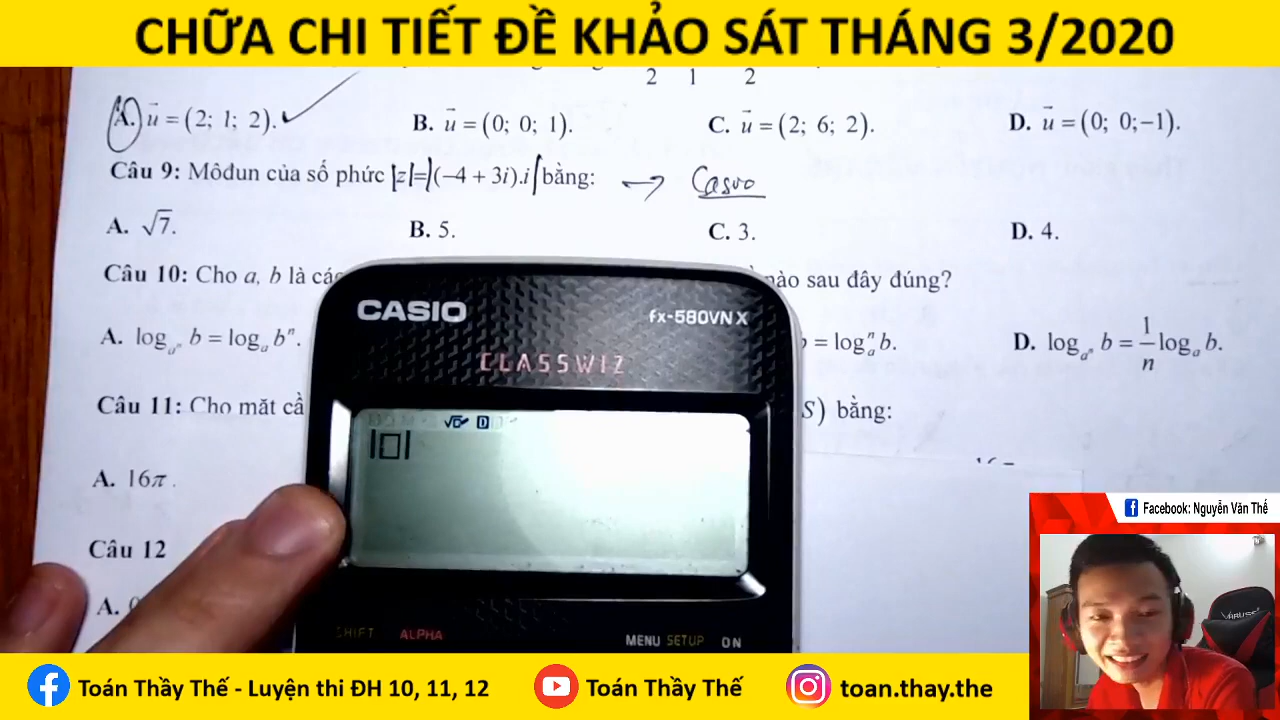 CHỮA CHI TIẾT ĐỀ KHẢO SÁT THÁNG 3/2020
2 1 2
A. u⃗ = (2; 1; 2). B. u⃗ = (0; 0; 1). C. u⃗ = (2; 6; 2). D. u⃗ = (0; 0; −1).
Câu 9: Môđun của số phức |z|=|(−4 + 3i).i| bằng: → Casio
A. √7. B. 5. C. 3. D. 4.
Câu 10: Cho a, b là các nào sau đây đúng?
A. log_{aⁿ} b = log_a bⁿ. = log_a^n b. D. log_{aⁿ} b = 1/n log_a b.
Câu 11: Cho mặt cầ S) bằng:
A. 16π.
Câu 12
A.
CASIO
fx-580VN X
CLASSWIZ
√ D
|□|
SHIFT ALPHA MENU SETUP ON
Facebook: Nguyễn Văn Thế
Toán Thầy Thế - Luyện thi ĐH 10, 11, 12
Toán Thầy Thế
toan.thay.the